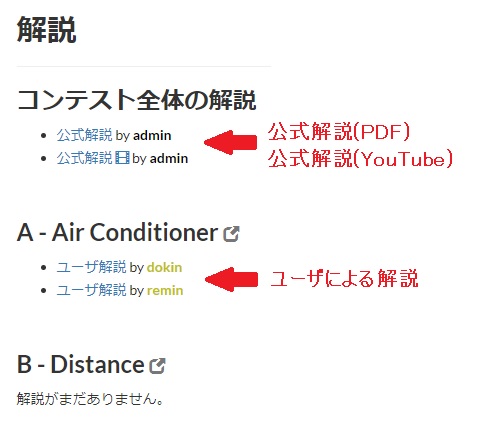 解説
コンテスト全体の解説
公式解説 by admin
公式解説 by admin
公式解説(PDF)
公式解説(YouTube)
A - Air Conditioner
ユーザ解説 by dokin
ユーザ解説 by remin
ユーザによる解説
B - Distance
解説がまだありません。